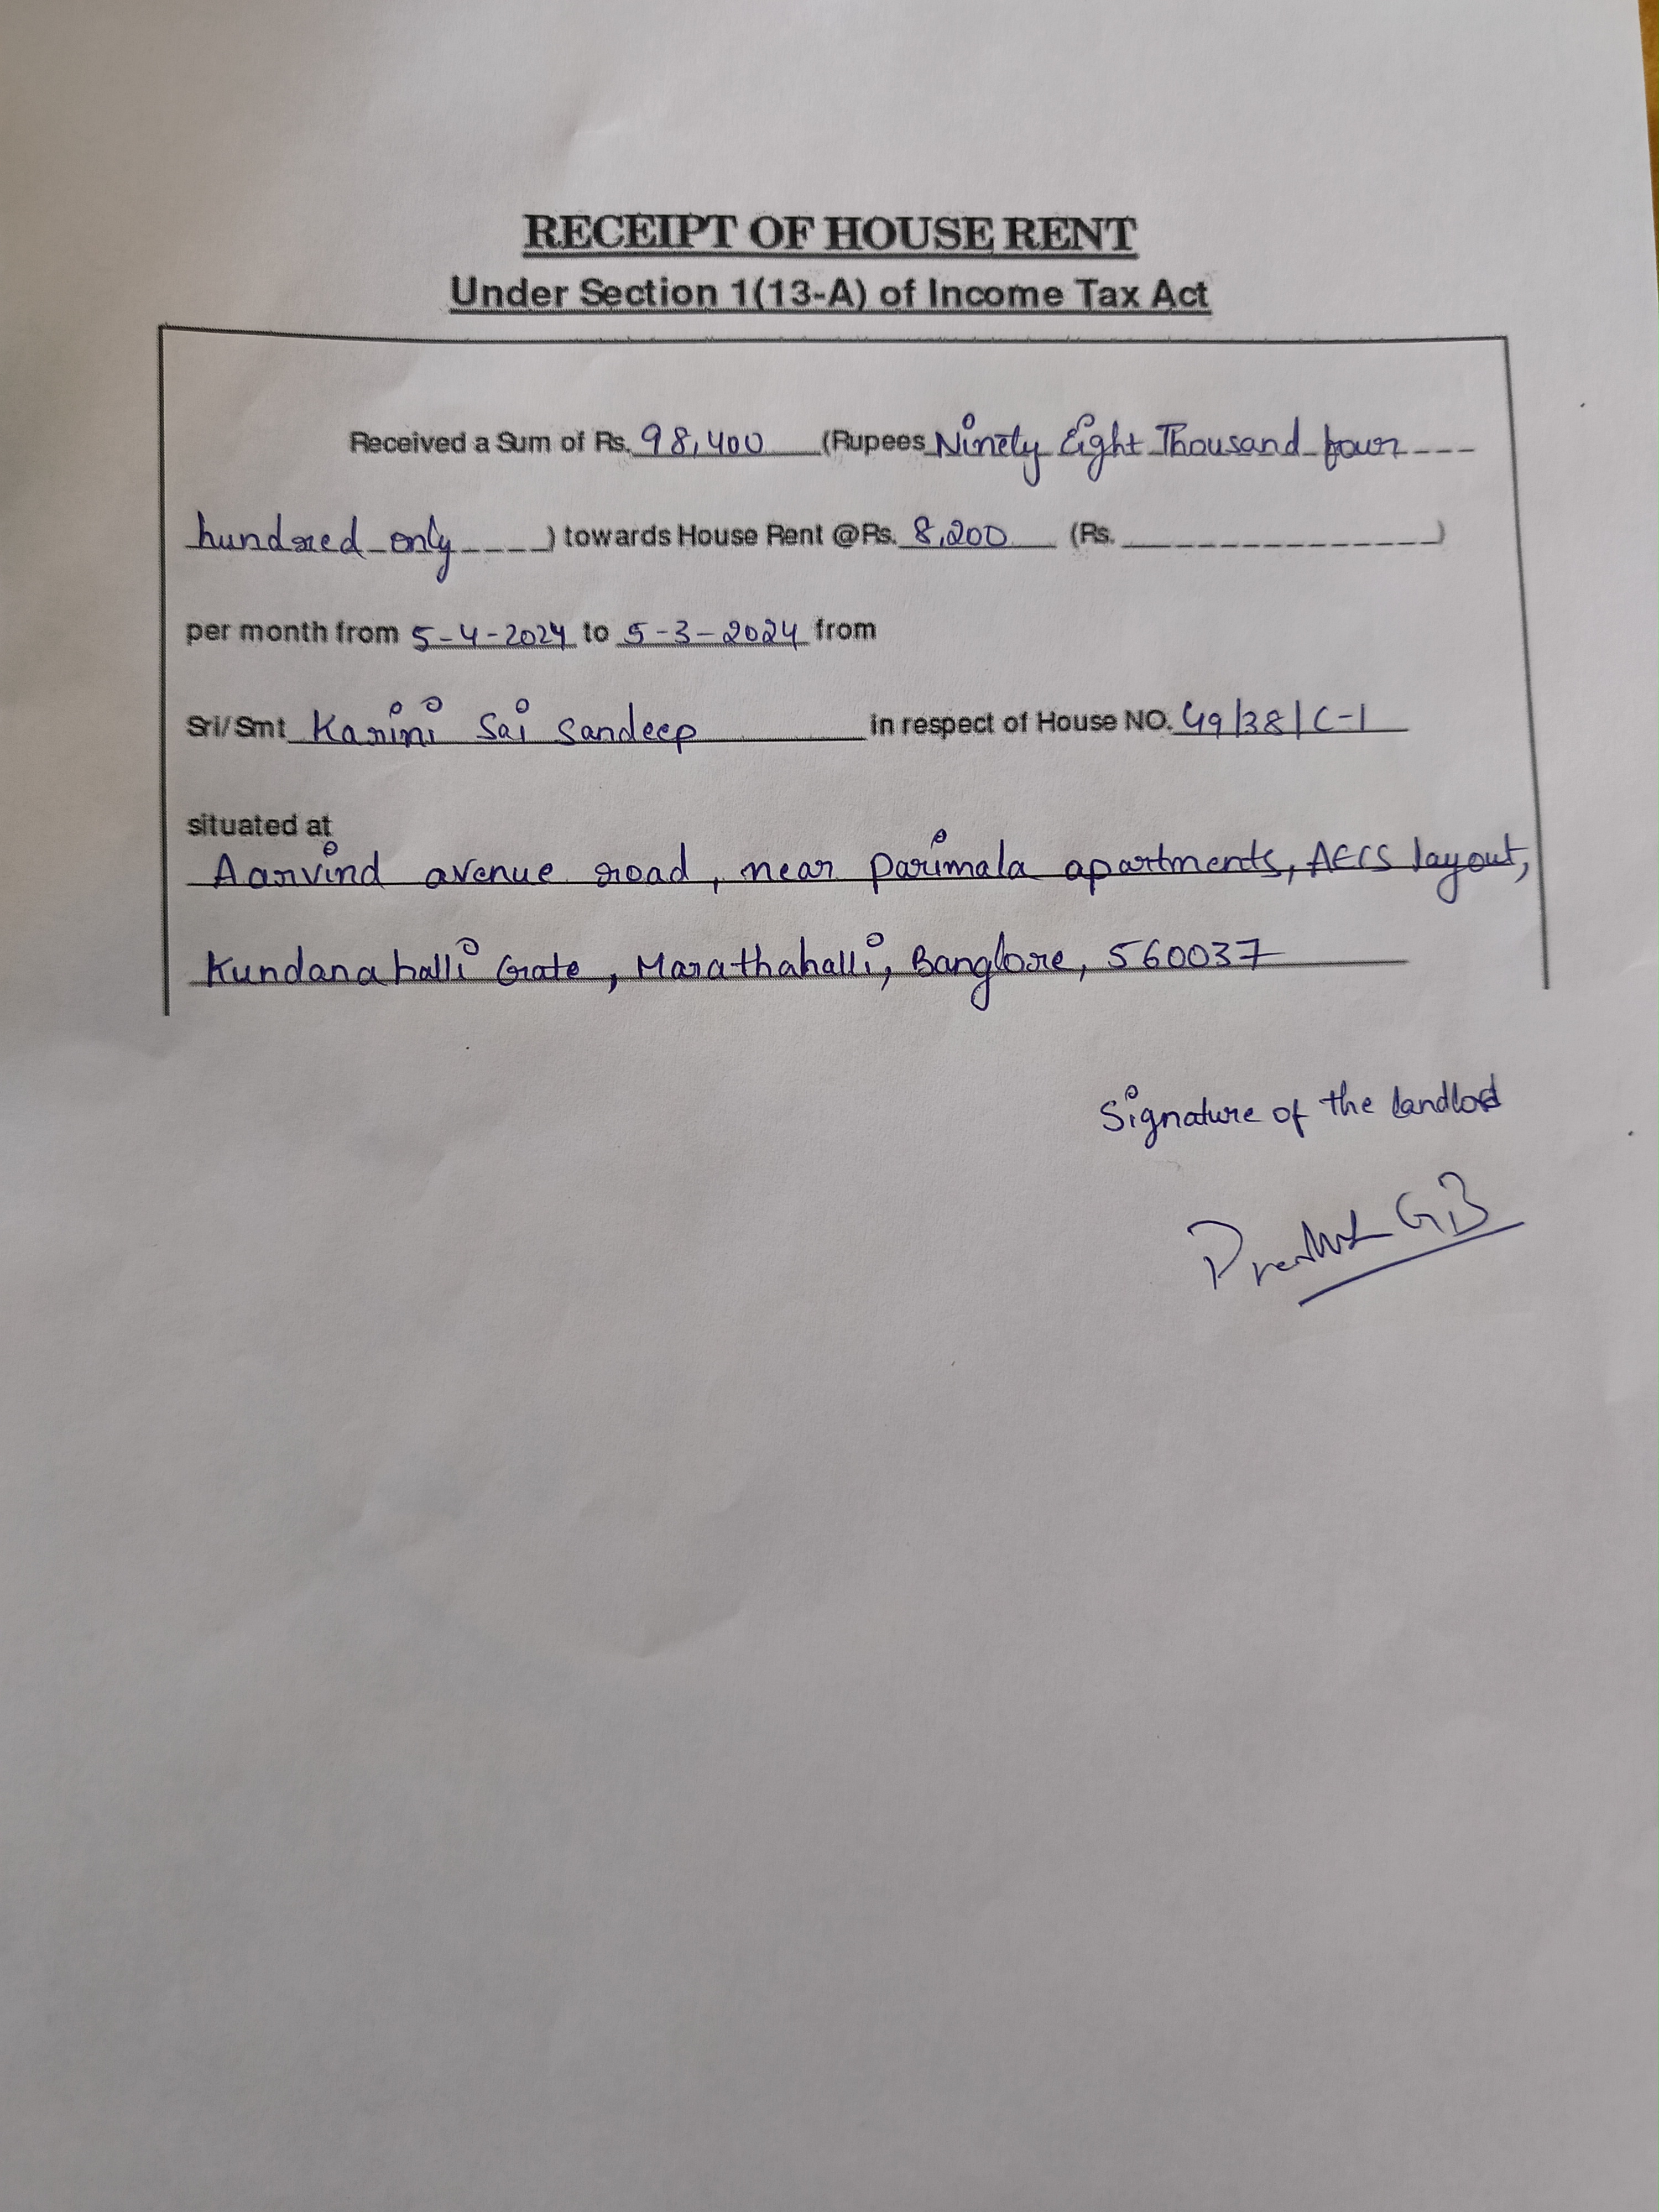 RECEIPT OF HOUSE RENT
Under Section 1(13-A) of Income Tax Act
Received a Sum of Rs. 98,400 (Rupees Ninety Eight Thousand four
hundred only ) towards House Rent @Rs. 8,200 (Rs. )
per month from 5-4-2024 to 5-3-2024 from
Sri/Smt Karini Sai Sandeep in respect of House NO. 49/38/C-1
situated at
Aarvind avenue road, near parimala apartments, AECS layout,
Kundanahalli Gate, Marathahalli, Banglore, 560037
Signature of the landlord